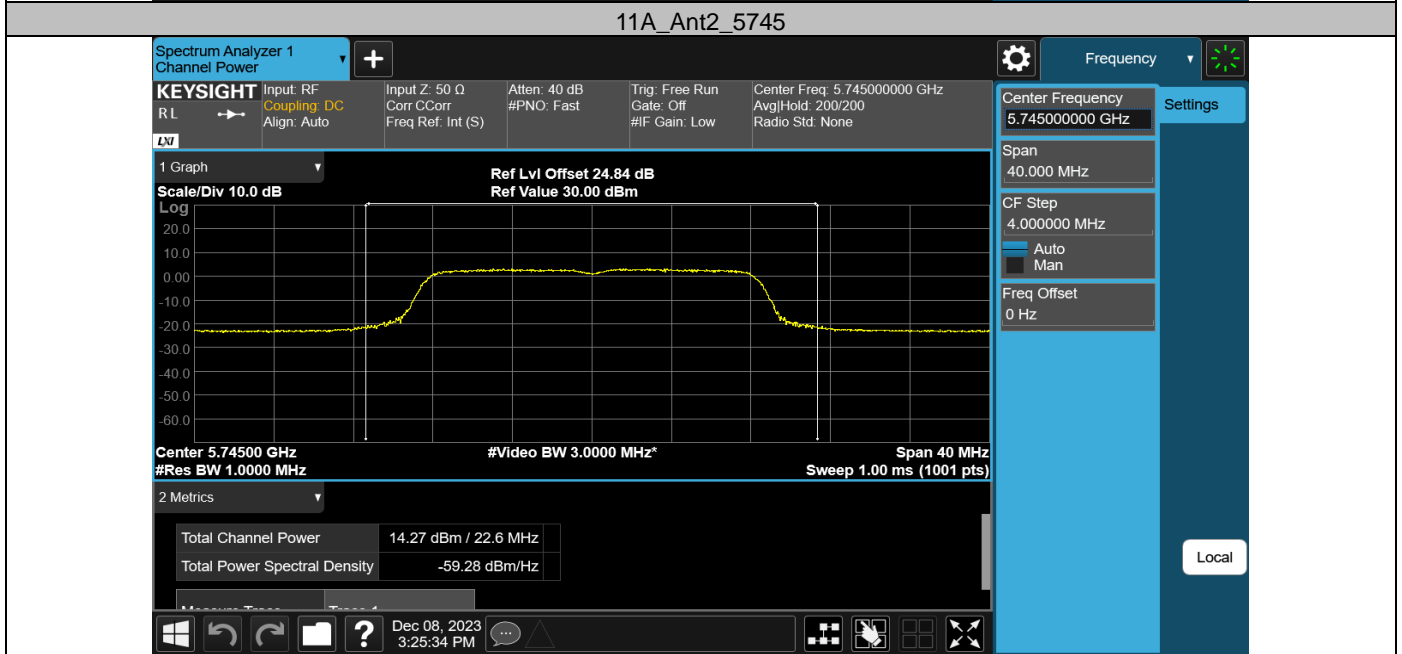 11A_Ant2_5745
Spectrum Analyzer 1
Channel Power
+
Frequency
KEYSIGHT
RL
LXI
Input: RF
Coupling: DC
Align: Auto
Input Z: 50 Ω
Corr CCorr
Freq Ref: Int (S)
Atten: 40 dB
#PNO: Fast
Trig: Free Run
Gate: Off
#IF Gain: Low
Center Freq: 5.745000000 GHz
Avg|Hold: 200/200
Radio Std: None
Center Frequency
5.745000000 GHz
Settings
Span
40.000 MHz
CF Step
4.000000 MHz
Auto
Man
Freq Offset
0 Hz
1 Graph
Scale/Div 10.0 dB
Ref Lvl Offset 24.84 dB
Ref Value 30.00 dBm
Log
20.0
10.0
0.00
-10.0
-20.0
-30.0
-40.0
-50.0
-60.0
Center 5.74500 GHz
#Video BW 3.0000 MHz*
Span 40 MHz
#Res BW 1.0000 MHz
Sweep 1.00 ms (1001 pts)
2 Metrics
Total Channel Power 14.27 dBm / 22.6 MHz
Total Power Spectral Density -59.28 dBm/Hz
Measure Trace Trace 1
Local
?
Dec 08, 2023
3:25:34 PM